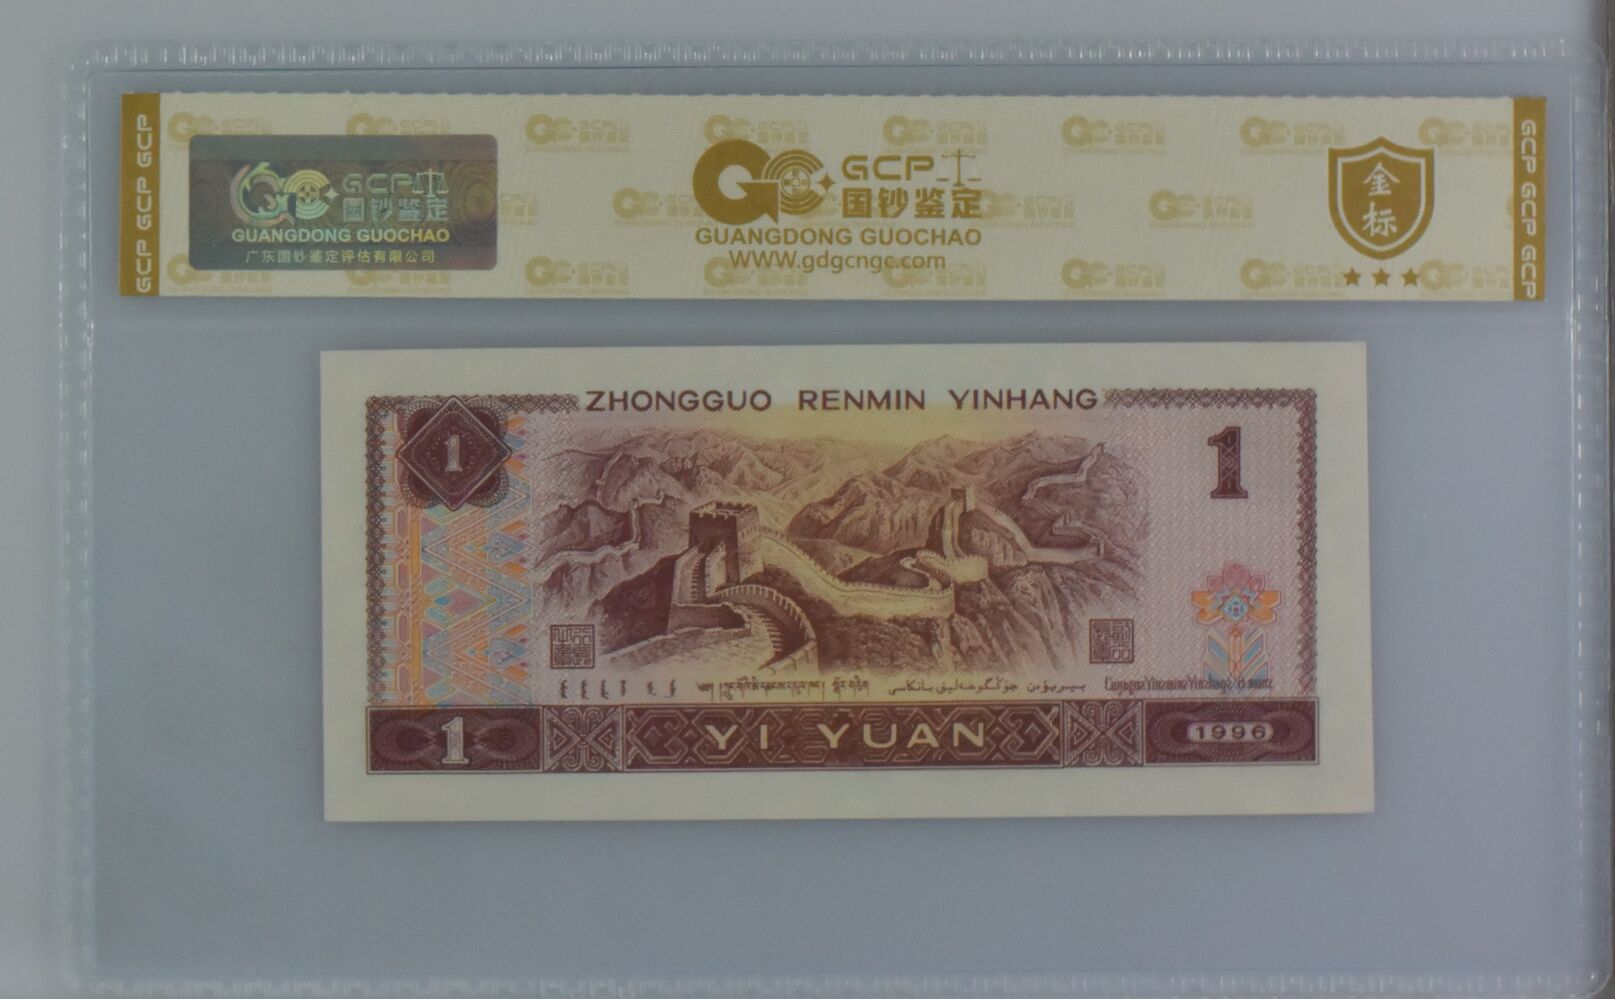 GCP GCP GCP
GCP
国钞鉴定
GUANGDONG GUOCHAO
广东国钞鉴定评估有限公司
GCP
国钞鉴定
GUANGDONG GUOCHAO
WWW.gdgcngc.com
金标
GCP GCP GCP
ZHONGGUO RENMIN YINHANG
1
1
1
YI YUAN
1996